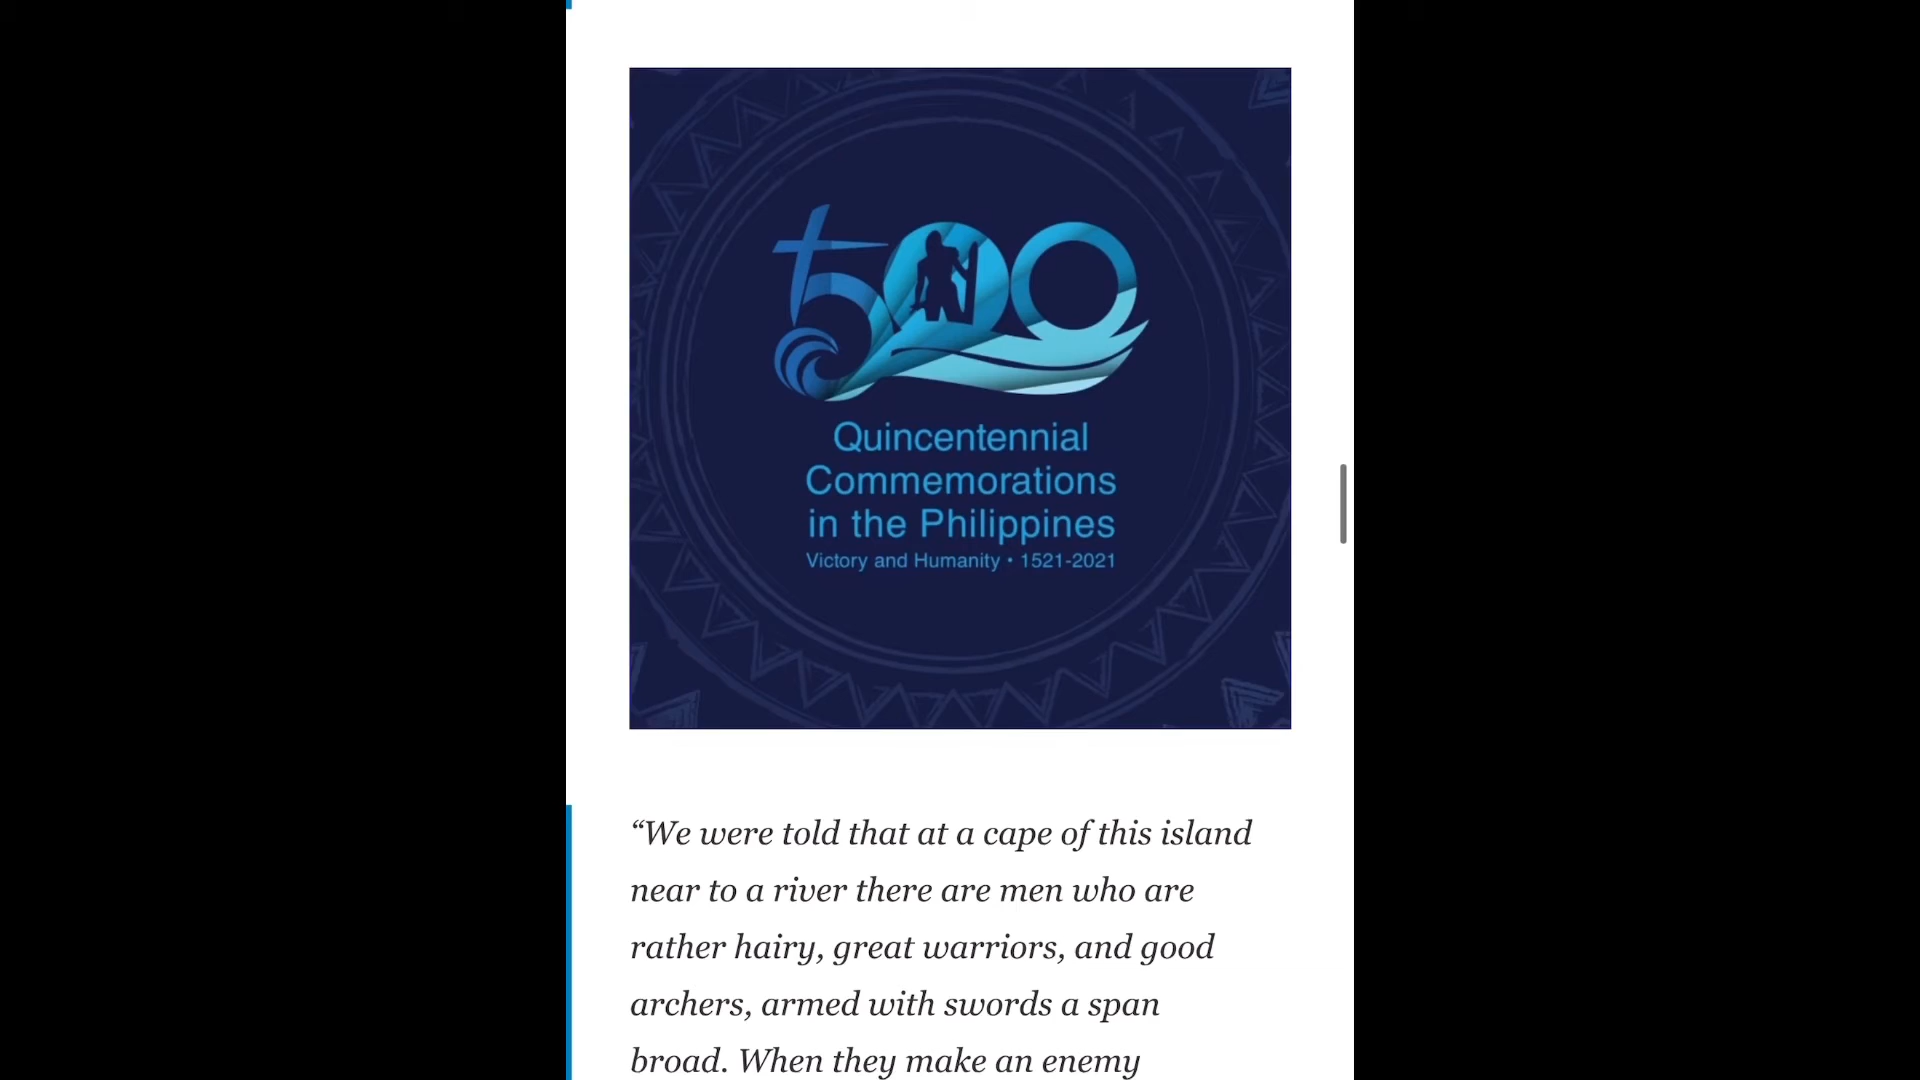 500
Quincentennial
Commemorations
in the Philippines
Victory and Humanity • 1521-2021
“We were told that at a cape of this island
near to a river there are men who are
rather hairy, great warriors, and good
archers, armed with swords a span
broad. When they make an enemy